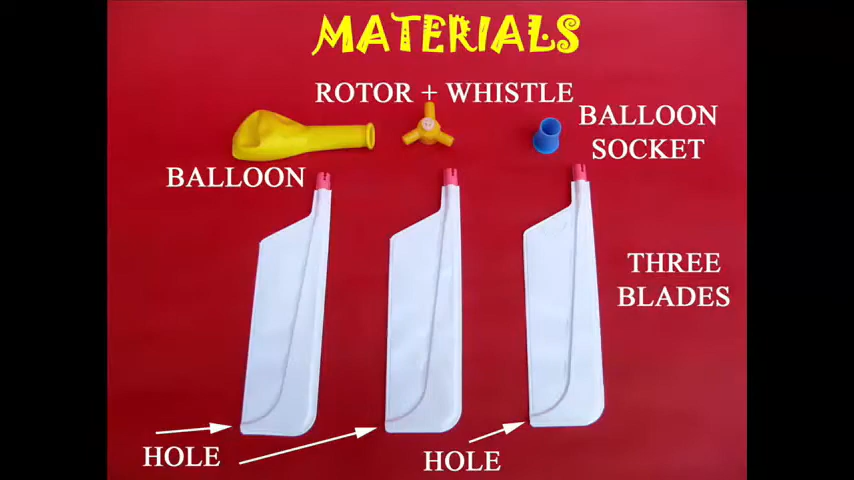 MATERIALS
ROTOR + WHISTLE
BALLOON
SOCKET
BALLOON
THREE
BLADES
HOLE
HOLE